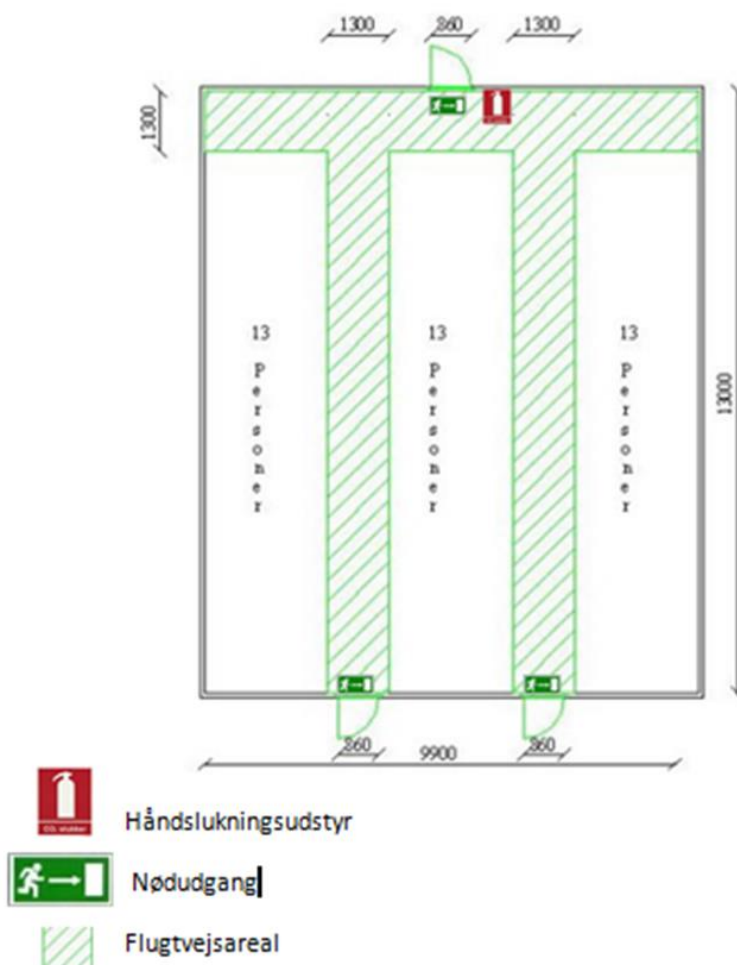 1300
860
1300
1300
13
Personer
13
Personer
13
Personer
13000
860
860
9900
Håndslukningsudstyr
Nødudgang
Flugtvejsareal